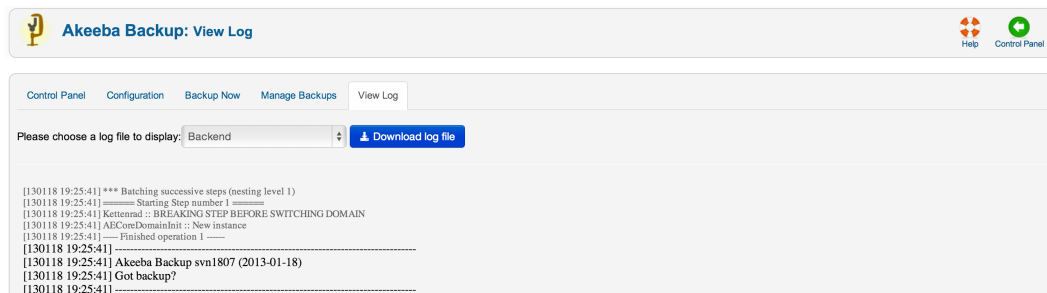 Akeeba Backup: View Log
Help
Control Panel
Control Panel Configuration Backup Now Manage Backups View Log
Please choose a log file to display: Backend Download log file
[130118 19:25:41] *** Batching successive steps (nesting level 1)
[130118 19:25:41] ====== Starting Step number 1 ======
[130118 19:25:41] Kettenrad :: BREAKING STEP BEFORE SWITCHING DOMAIN
[130118 19:25:41] AECoreDomainInit :: New instance
[130118 19:25:41] ----- Finished operation 1 ------
[130118 19:25:41] --------------------------------------------------------------------------------
[130118 19:25:41] Akeeba Backup svn1807 (2013-01-18)
[130118 19:25:41] Got backup?
[130118 19:25:41] --------------------------------------------------------------------------------